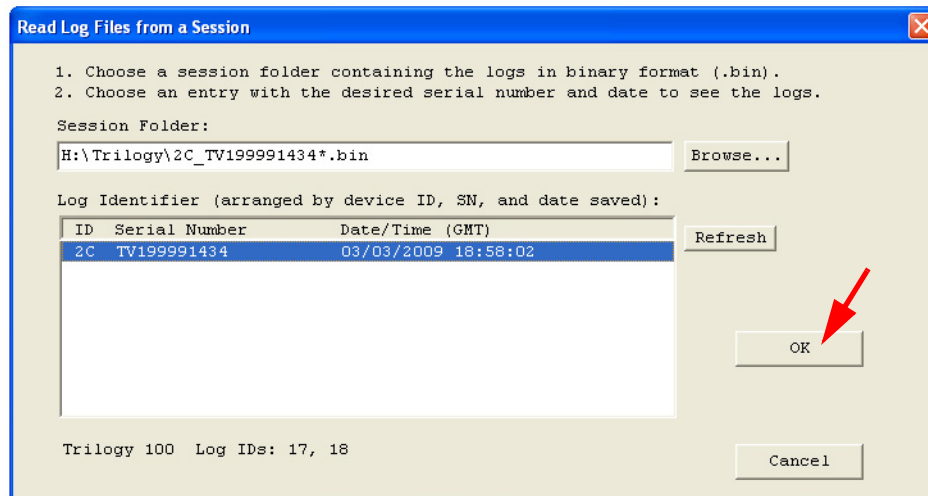 Read Log Files from a Session
1. Choose a session folder containing the logs in binary format (.bin).
2. Choose an entry with the desired serial number and date to see the logs.
Session Folder:
H:\Trilogy\2C_TV199991434*.bin
Browse...
Log Identifier (arranged by device ID, SN, and date saved):
ID Serial Number Date/Time (GMT)
Refresh
2C TV199991434 03/03/2009 18:58:02
OK
Trilogy 100 Log IDs: 17, 18
Cancel